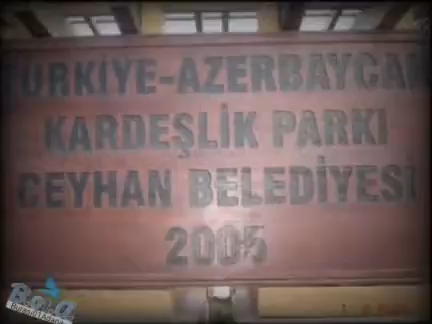 TÜRKİYE-AZERBAYCAN
KARDEŞLİK PARKI
CEYHAN BELEDİYESİ
2005